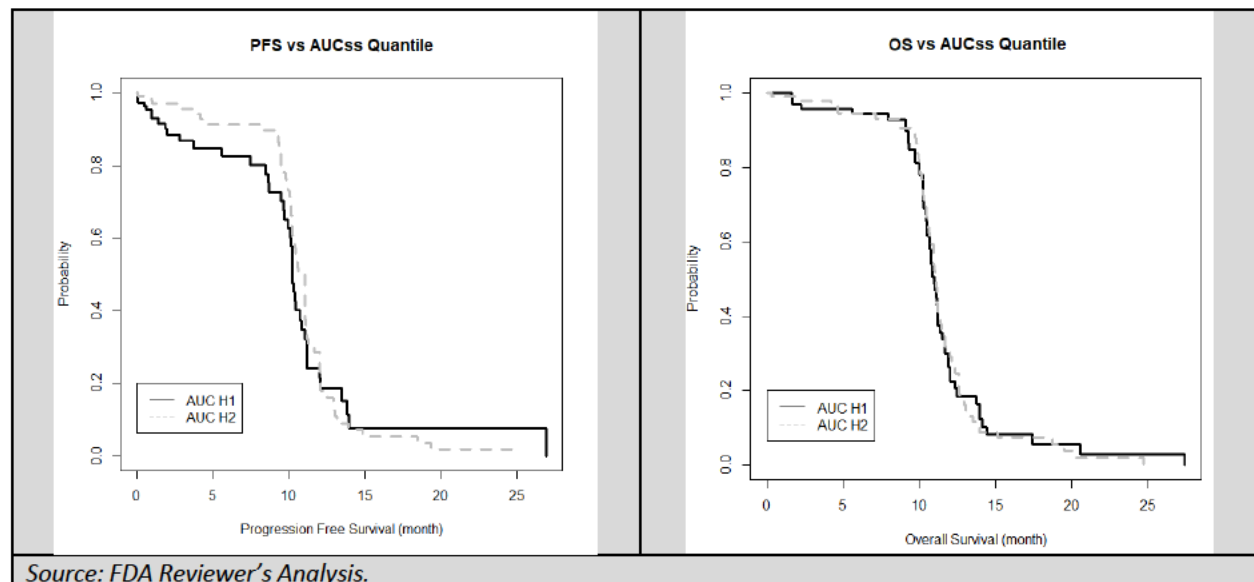 PFS vs AUCss Quantile
Probability
1.0
0.8
0.6
0.4
0.2
0.0
AUC H1
AUC H2
0 5 10 15 20 25
Progression Free Survival (month)
OS vs AUCss Quantile
Probability
1.0
0.8
0.6
0.4
0.2
0.0
AUC H1
AUC H2
0 5 10 15 20 25
Overall Survival (month)
Source: FDA Reviewer's Analysis.